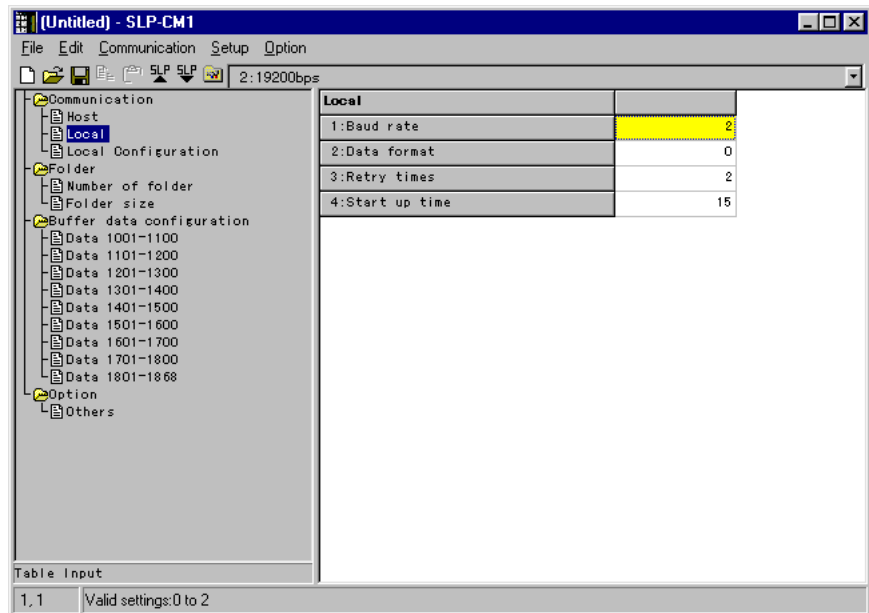 (Untitled) - SLP-CM1
File Edit Communication Setup Option
SLP SLP 2:19200bps
Communication
Host
Local
Local Configuration
Folder
Number of folder
Folder size
Buffer data configuration
Data 1001-1100
Data 1101-1200
Data 1201-1300
Data 1301-1400
Data 1401-1500
Data 1501-1600
Data 1601-1700
Data 1701-1800
Data 1801-1868
Option
Others
Table Input
Local
1:Baud rate 2
2:Data format 0
3:Retry times 2
4:Start up time 15
1,1 Valid settings:0 to 2